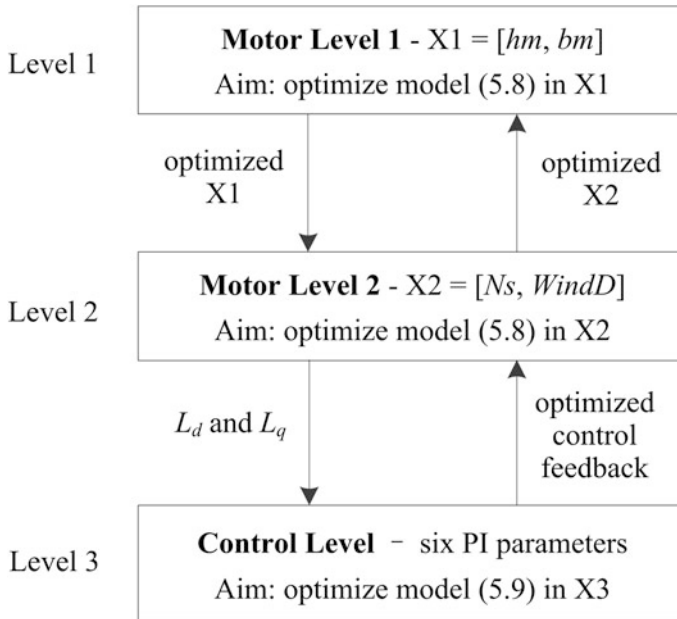 Level 1
Motor Level 1 - X1 = [hm, bm]
Aim: optimize model (5.8) in X1
optimized
X1
optimized
X2
Level 2
Motor Level 2 - X2 = [Ns, WindD]
Aim: optimize model (5.8) in X2
L_d and L_q
optimized
control
feedback
Level 3
Control Level – six PI parameters
Aim: optimize model (5.9) in X3